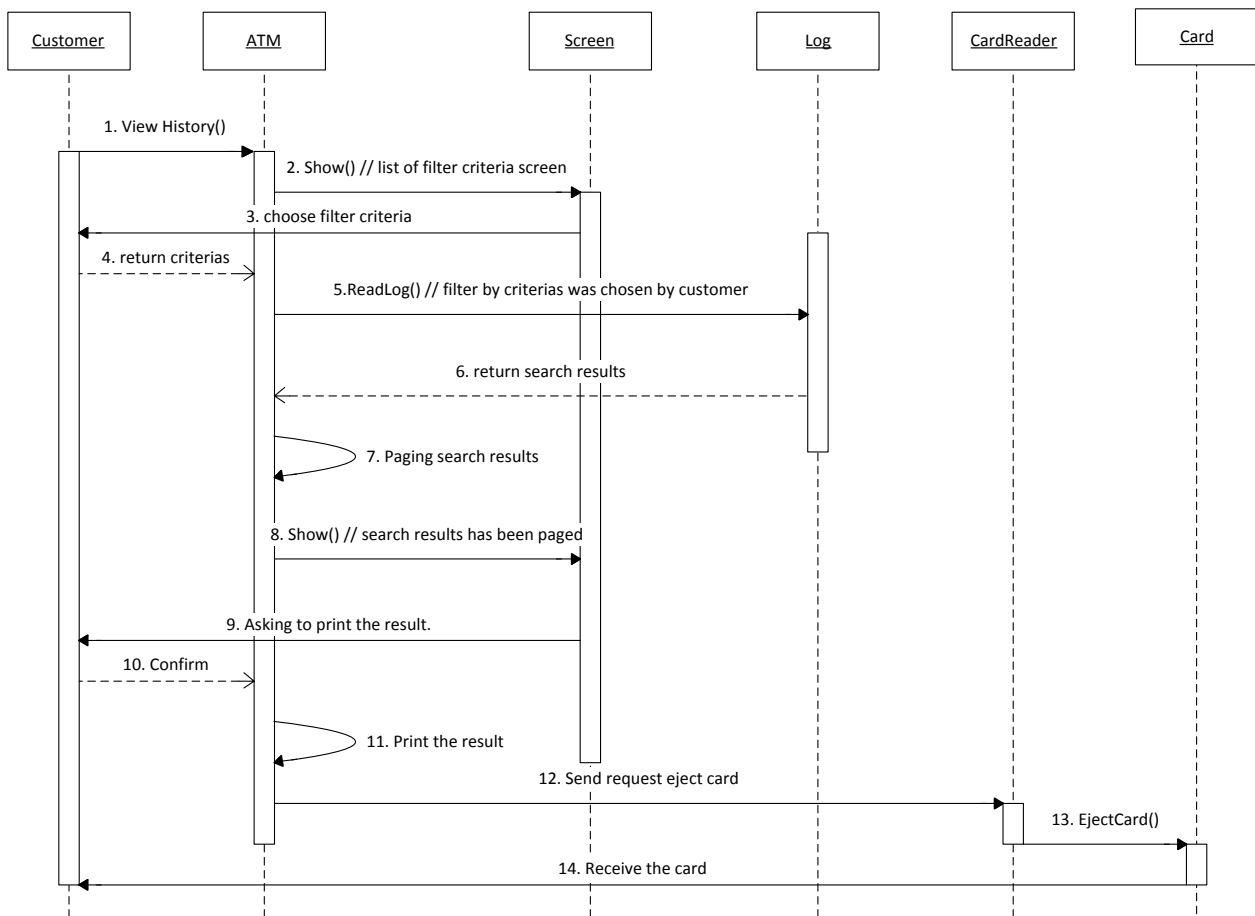 Customer
ATM
Screen
Log
CardReader
Card
1. View History()
2. Show() // list of filter criteria screen
3. choose filter criteria
4. return criterias
5.ReadLog() // filter by criterias was chosen by customer
6. return search results
7. Paging search results
8. Show() // search results has been paged
9. Asking to print the result.
10. Confirm
11. Print the result
12. Send request eject card
13. EjectCard()
14. Receive the card